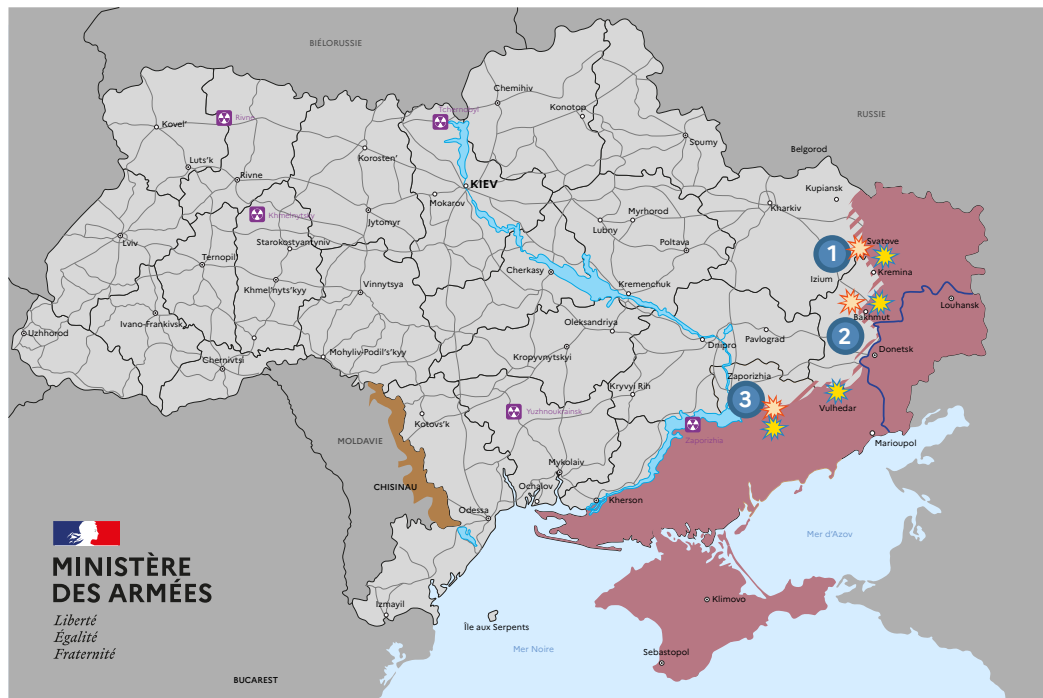 BIÉLORUSSIE
RUSSIE
Chemihiv
Konotop
Tchernobyl
Rivne
Kovel'
Soumy
Belgorod
Korosten'
Luts'k
Rivne
KIEV
Mokarov
Kupiansk
Kharkiv
Khmelnytsky
Jytomyr
Myrhorod
Lubny
Lviv
Starokostyantyniv
Poltava
Svatove
1
Ternopil
Cherkasy
Kremina
Izium
Khmel'nyts'kyy
Vinnytsya
Kremenchuk
Louhansk
Bakhmut
Ivano-Frankivsk
Oleksandriya
Uzhhorod
2
Pavlograd
Dnipro
Mohyliv-Podil's'kyy
Kropyvnytskyi
Donetsk
Chernivtsi
Zaporizhia
Kryvyi Rih
3
Vulhedar
Yuzhnoukrainsk
Kotovs'k
MOLDAVIE
Zaporizhia
Marioupol
Mykolaiv
CHISINAU
Ochalov
Kherson
Odessa
Mer d'Azov
MINISTÈRE
DES ARMÉES
Liberté
Égalité
Fraternité
Izmayil
Klimovo
Île aux Serpents
Mer Noire
Sebastopol
BUCAREST